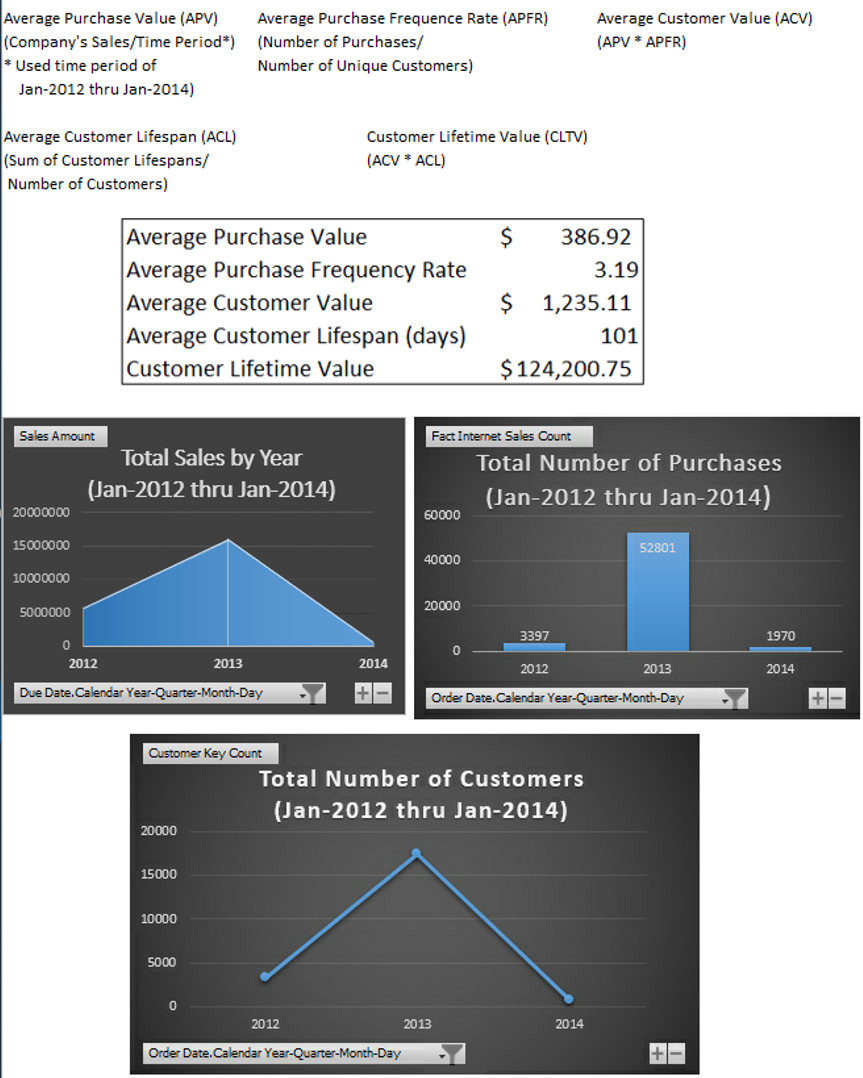 Average Purchase Value (APV)
(Company's Sales/Time Period*)
* Used time period of
Jan-2012 thru Jan-2014)
Average Purchase Frequence Rate (APFR)
(Number of Purchases/
Number of Unique Customers)
Average Customer Value (ACV)
(APV * APFR)
Average Customer Lifespan (ACL)
(Sum of Customer Lifespans/
Number of Customers)
Customer Lifetime Value (CLTV)
(ACV * ACL)
Average Purchase Value $ 386.92
Average Purchase Frequency Rate 3.19
Average Customer Value $ 1,235.11
Average Customer Lifespan (days) 101
Customer Lifetime Value $124,200.75
Sales Amount
Total Sales by Year
(Jan-2012 thru Jan-2014)
20000000
15000000
10000000
5000000
0
2012 2013 2014
Due Date.Calendar Year-Quarter-Month-Day
Fact Internet Sales Count
Total Number of Purchases
(Jan-2012 thru Jan-2014)
60000
40000
20000
0
3397 52801 1970
2012 2013 2014
Order Date.Calendar Year-Quarter-Month-Day
Customer Key Count
Total Number of Customers
(Jan-2012 thru Jan-2014)
20000
15000
10000
5000
0
2012 2013 2014
Order Date.Calendar Year-Quarter-Month-Day